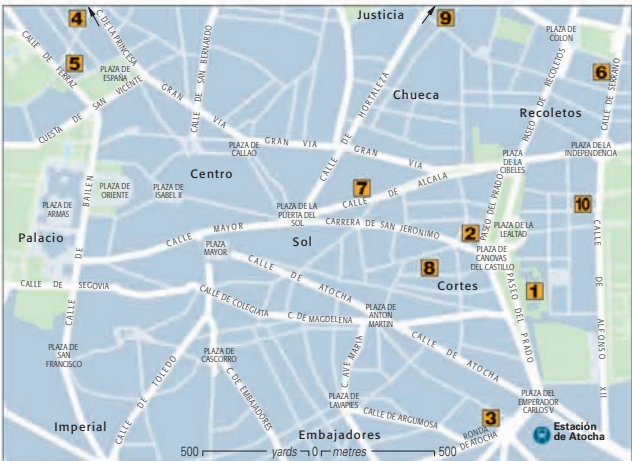 4
C. DE LA PRINCESA
Justicia
9
PLAZA DE
COLON
CALLE DE FERRAZ
5
PLAZA DE
ESPAÑA
CALLE DE SAN BERNARDO
CALLE DE HORTALETA
Chueca
PASEO DE RECOLETOS
6
CALLE DE SERRANO
Recoletos
CUESTA DE SAN VICENTE
GRAN VIA
PLAZA DE
CALLAO
GRAN VIA
GRAN VIA
PLAZA
DE LA
CIBELES
PLAZA DE LA
INDEPENDENCIA
Centro
7
CALLE DE ALCALA
PLAZA DE
ORIENTE
PLAZA DE
ISABEL II
PLAZA DE
ARMAS
CALLE DE BAILEN
PLAZA DE LA
PUERTA DEL
SOL
CARRERA DE SAN JERONIMO
PASEO DEL PRADO
10
2
PLAZA DE LA
LEALTAD
Palacio
CALLE MAYOR
PLAZA
MAYOR
Sol
PLAZA DE
CANOVAS
DEL CASTILLO
8
Cortes
1
CALLE DE SEGOVIA
CALLE DE ATOCHA
CALLE DE COLEGIATA
C. DE MAGDELENA
PLAZA DE
ANTON
MARTIN
PASEO DEL PRADO
CALLE DE ALFONSO XII
PLAZA DE
SAN
FRANCISCO
CALLE DE TOLEDO
PLAZA DE
CASCORRO
C. DE EMBAJADORES
C. AVE MARIA
CALLE DE ATOCHA
PLAZA DE
LAVAPIES
CALLE DE ARGUMOSA
PLAZA DEL
EMPERADOR
CARLOS V
Imperial
Embajadores
3
RONDA
DE ATOCHA
Estación
de Atocha
500 yards 0 metres 500